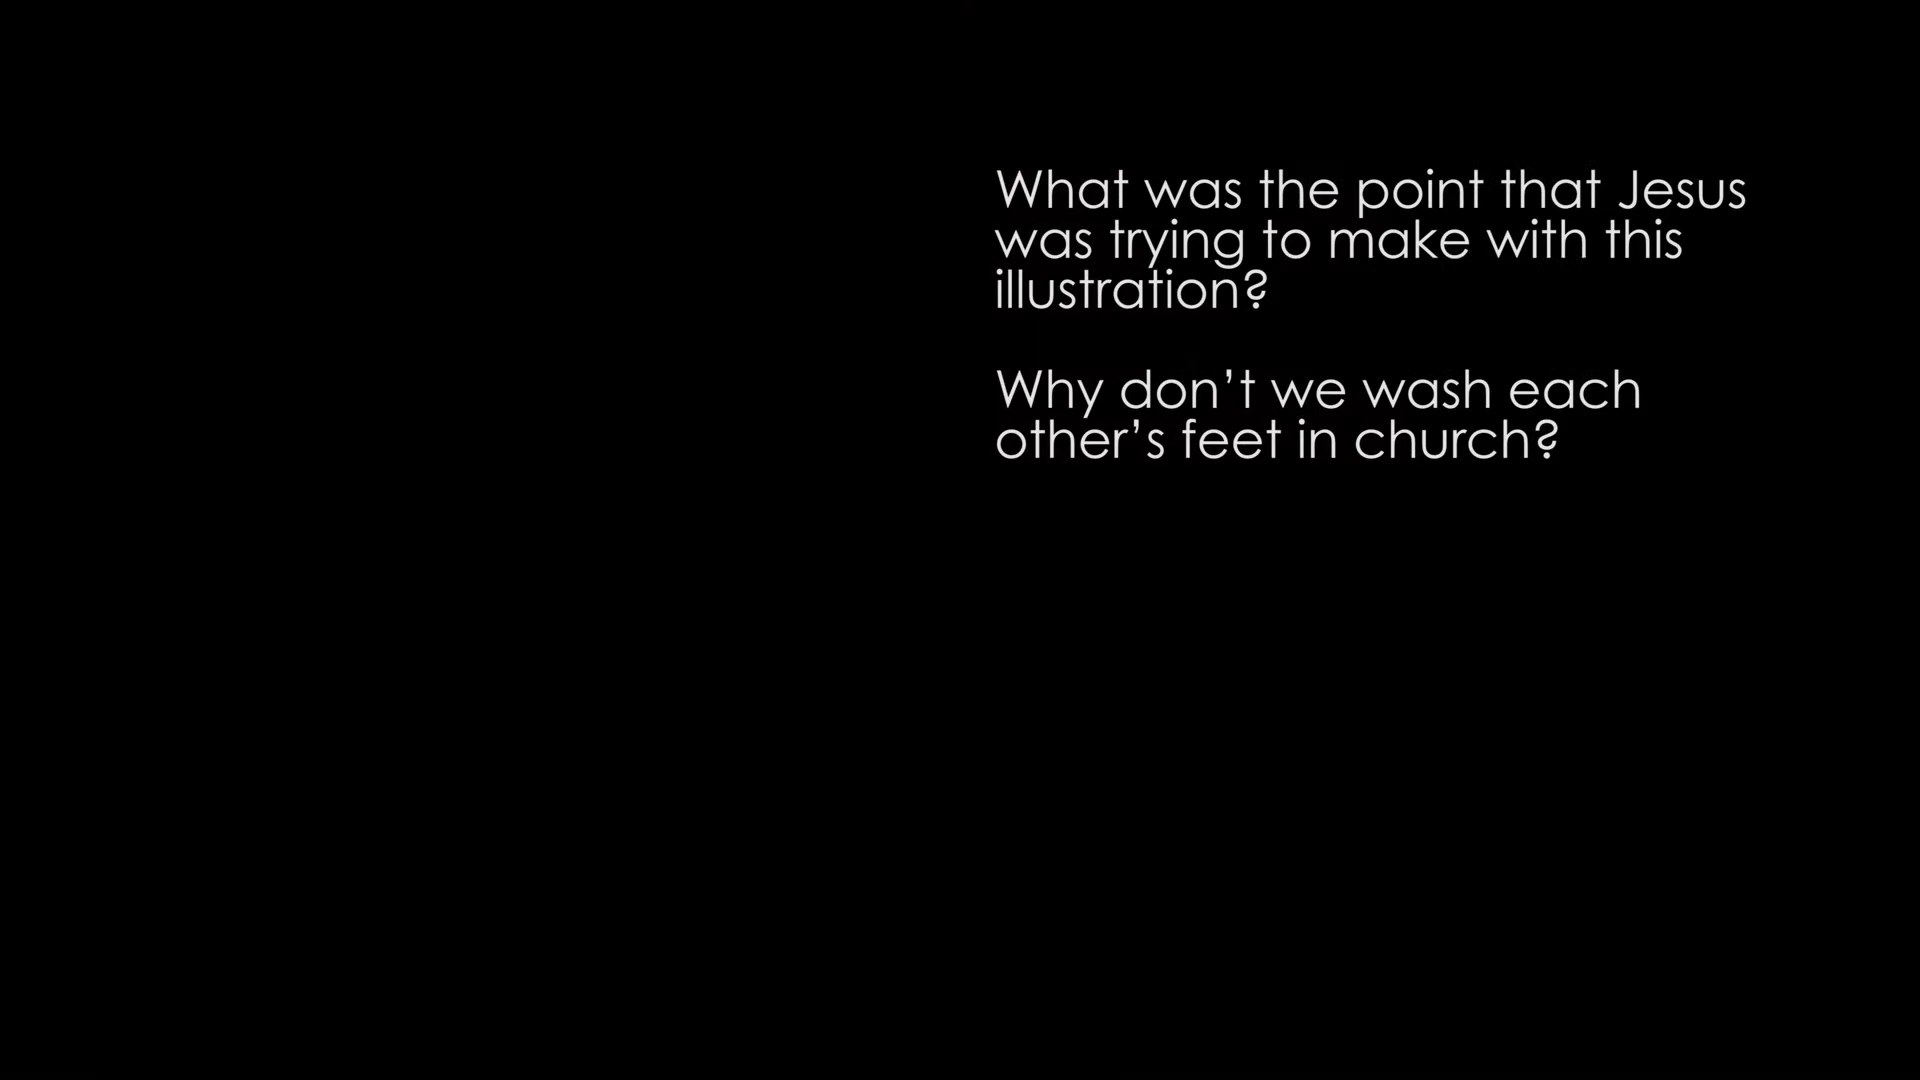 What was the point that Jesus
was trying to make with this
illustration?
Why don’t we wash each
other’s feet in church?